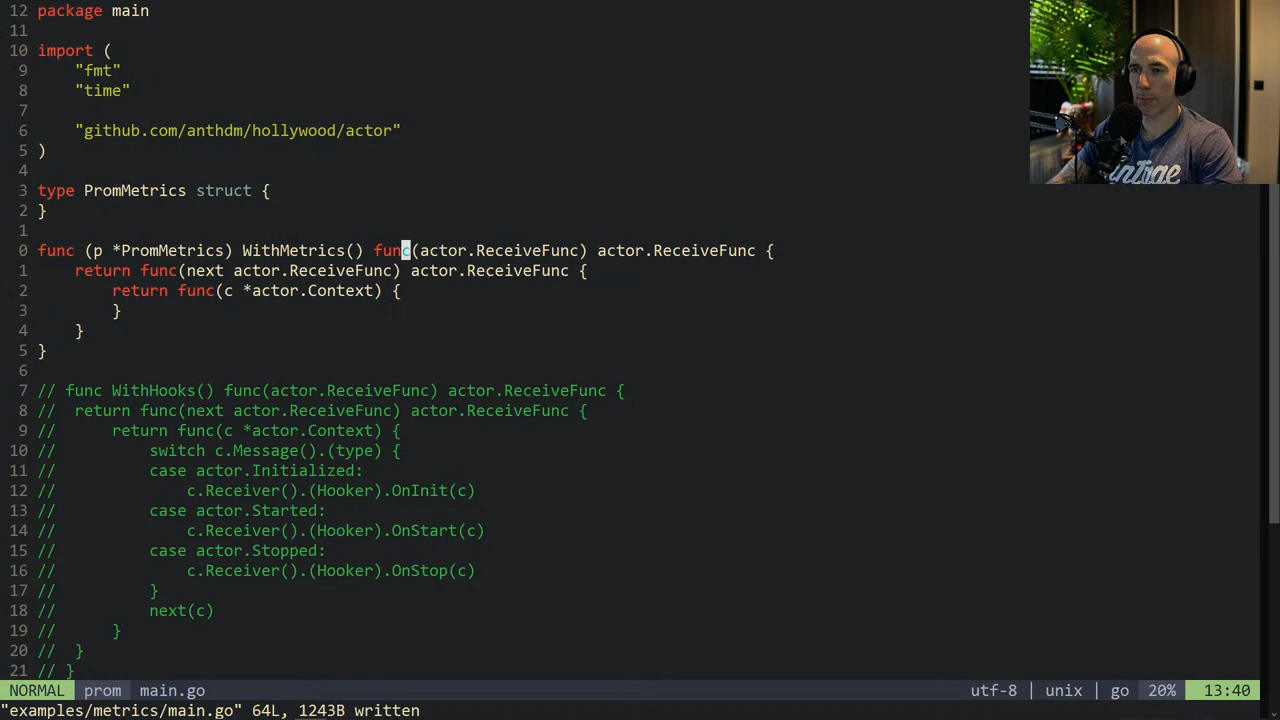 12 package main
11
10 import (
9 "fmt"
8 "time"
7
6 "github.com/anthdm/hollywood/actor"
5 )
4
3 type PromMetrics struct {
2 }
1
0 func (p *PromMetrics) WithMetrics() func(actor.ReceiveFunc) actor.ReceiveFunc {
1 return func(next actor.ReceiveFunc) actor.ReceiveFunc {
2 return func(c *actor.Context) {
3 }
4 }
5 }
6
7 // func WithHooks() func(actor.ReceiveFunc) actor.ReceiveFunc {
8 // return func(next actor.ReceiveFunc) actor.ReceiveFunc {
9 // return func(c *actor.Context) {
10 // switch c.Message().(type) {
11 // case actor.Initialized:
12 // c.Receiver().(Hooker).OnInit(c)
13 // case actor.Started:
14 // c.Receiver().(Hooker).OnStart(c)
15 // case actor.Stopped:
16 // c.Receiver().(Hooker).OnStop(c)
17 // }
18 // next(c)
19 // }
20 // }
21 // }
NORMAL prom main.go utf-8 | unix | go 20% 13:40
"examples/metrics/main.go" 64L, 1243B written